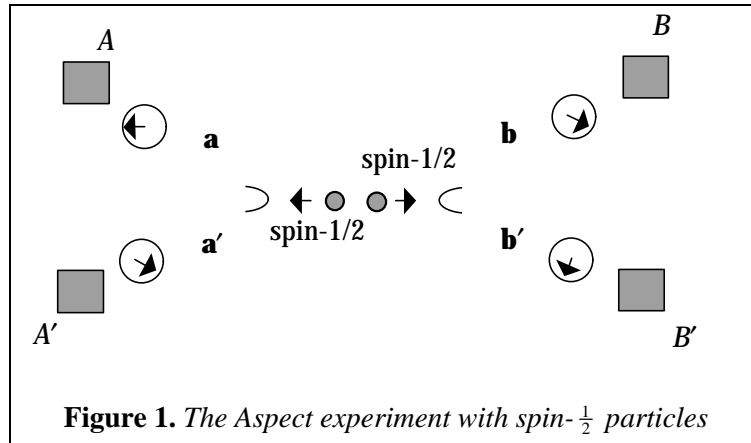 A
B
a
b
spin-1/2
spin-1/2
a′
b′
A′
B′
Figure 1. The Aspect experiment with spin-½ particles